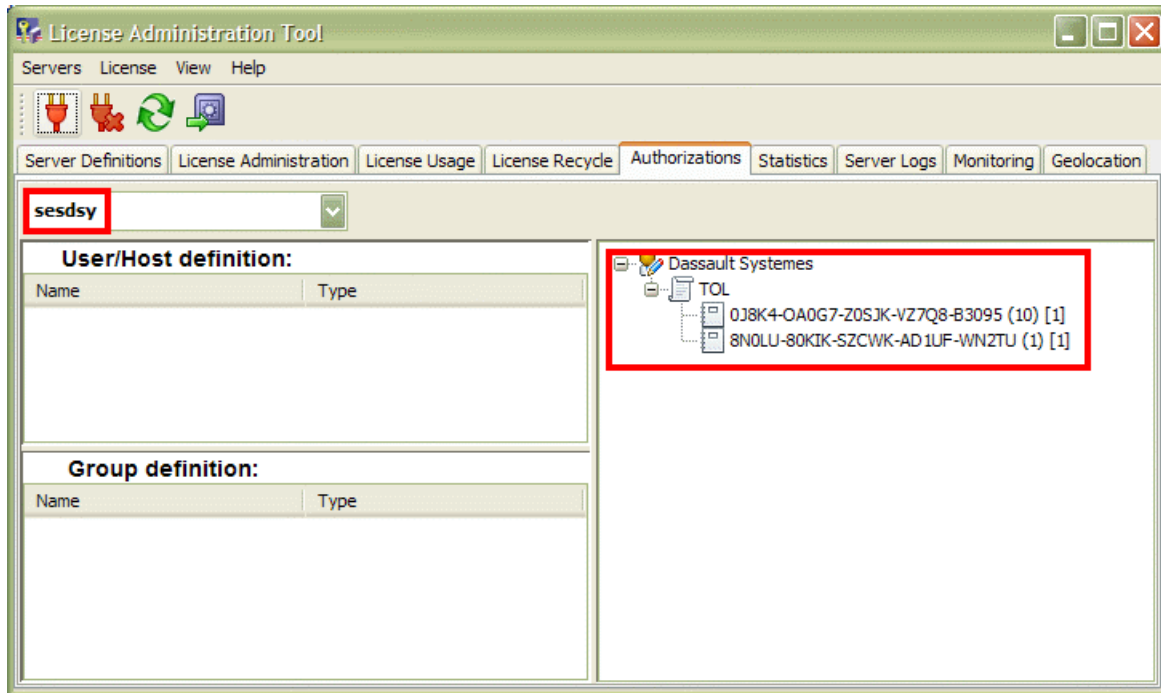 License Administration Tool
Servers License View Help
Server Definitions License Administration License Usage License Recycle Authorizations Statistics Server Logs Monitoring Geolocation
sesdsy
User/Host definition:
Name Type
Group definition:
Name Type
Dassault Systemes
TOL
0J8K4-OA0G7-Z0SJK-VZ7Q8-B3095 (10) [1]
8N0LU-80KIK-SZCWK-AD1UF-WN2TU (1) [1]